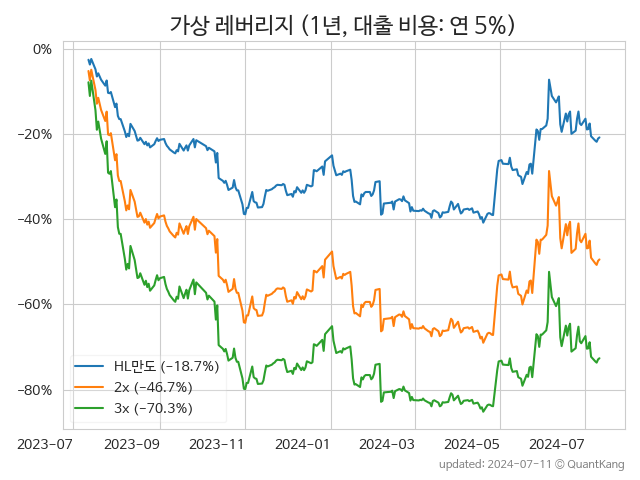 가상 레버리지 (1년, 대출 비용: 연 5%)
0%
−20%
−40%
−60%
−80%
HL만도 (−18.7%)
2x (−46.7%)
3x (−70.3%)
2023-07 2023-09 2023-11 2024-01 2024-03 2024-05 2024-07
updated: 2024-07-11 © QuantKang